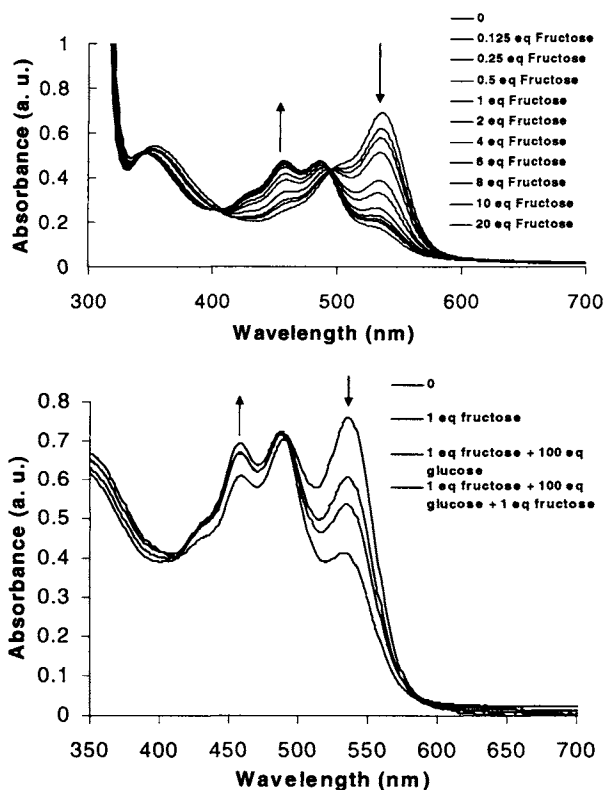 0
0.125 eq Fructose
0.25 eq Fructose
0.5 eq Fructose
1 eq Fructose
2 eq Fructose
4 eq Fructose
6 eq Fructose
8 eq Fructose
10 eq Fructose
20 eq Fructose
Absorbance (a. u.)
1
0.8
0.6
0.4
0.2
0
300 400 500 600 700
Wavelength (nm)
0
1 eq fructose
1 eq fructose + 100 eq
glucose
1 eq fructose + 100 eq
glucose + 1 eq fructose
Absorbance (a. u.)
0.8
0.7
0.6
0.5
0.4
0.3
0.2
0.1
0
350 400 450 500 550 600 650 700
Wavelength (nm)